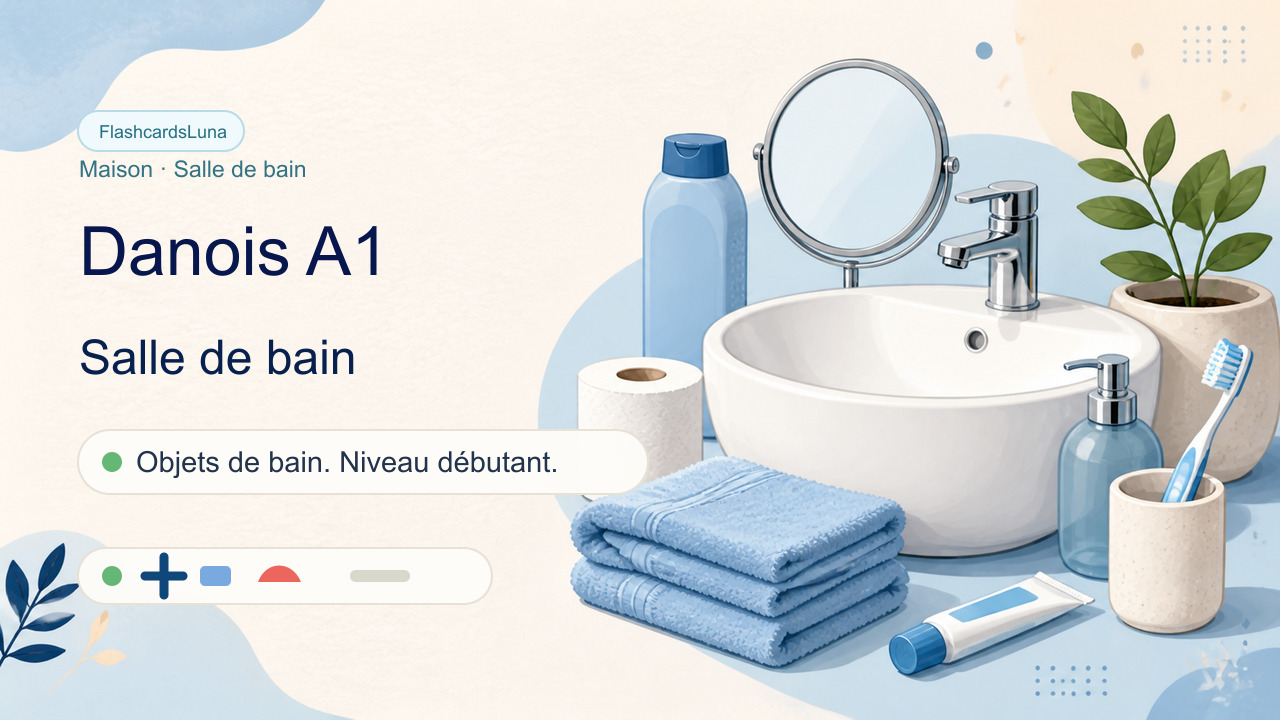 FlashcardsLuna
Maison · Salle de bain
Danois A1
Salle de bain
Objets de bain. Niveau débutant.